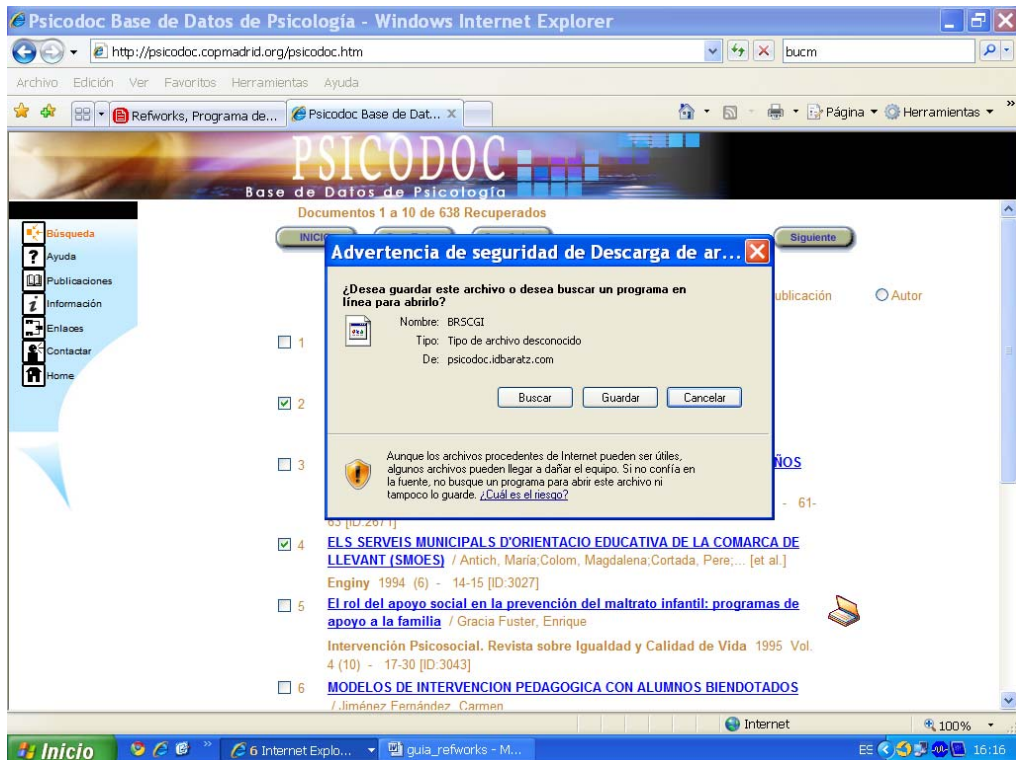 Psicodoc Base de Datos de Psicología - Windows Internet Explorer
http://psicodoc.copmadrid.org/psicodoc.htm
bucm
Archivo Edición Ver Favoritos Herramientas Ayuda
Refworks, Programa de...
Psicodoc Base de Dat...
Página
Herramientas
»
PSICODOC
Base de Datos de Psicología
Documentos 1 a 10 de 638 Recuperados
Búsqueda
Ayuda
Publicaciones
Información
Enlaces
Contactar
Home
Siguiente
Autor
Advertencia de seguridad de Descarga de ar...
¿Desea guardar este archivo o desea buscar un programa en
línea para abrirlo?
Nombre: BRSCGI
Tipo: Tipo de archivo desconocido
De: psicodoc.idbaratz.com
Buscar Guardar Cancelar
Aunque los archivos procedentes de Internet pueden ser útiles,
algunos archivos pueden llegar a dañar el equipo. Si no confía en
la fuente, no busque un programa para abrir este archivo ni
tampoco lo guarde. ¿Cuál es el riesgo?
1
2
3
- 61-
63 [ID:2671]
4 ELS SERVEIS MUNICIPALS D'ORIENTACIO EDUCATIVA DE LA COMARCA DE
LLEVANT (SMOES) / Antich, María;Colom, Magdalena;Cortada, Pere;... [et al.]
Enginy 1994 (6) - 14-15 [ID:3027]
5 El rol del apoyo social en la prevención del maltrato infantil: programas de
apoyo a la familia / Gracia Fuster, Enrique
Intervención Psicosocial. Revista sobre Igualdad y Calidad de Vida 1995 Vol.
4 (10) - 17-30 [ID:3043]
6 MODELOS DE INTERVENCION PEDAGOGICA CON ALUMNOS BIENDOTADOS
/ Jiménez Fernández, Carmen
Internet
100%
Inicio
»
6 Internet Explo...
guia_refworks - M...
ES
16:16